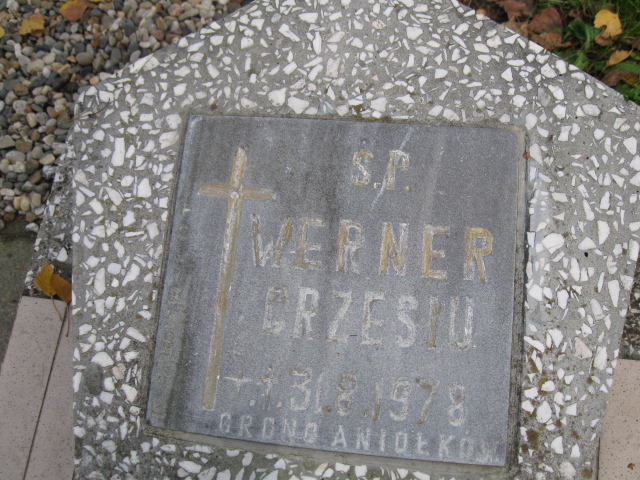 Ś.P.
WERNER
GRZESIU
*.†.31.8.1978.
GRONO ANIOŁKÓW